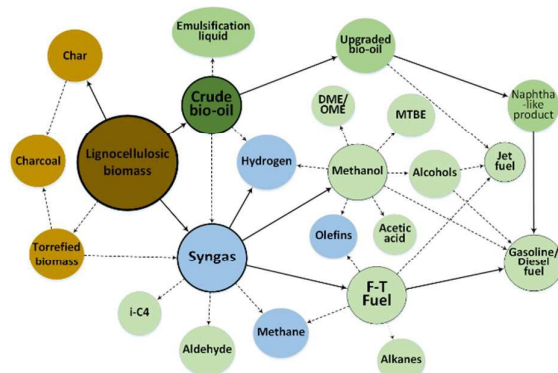 Emulsification
liquid
Upgraded
bio-oil
Char
Crude
bio-oil
DME/
OME
MTBE
Naphtha
-like
product
Charcoal
Lignocellulosic
biomass
Hydrogen
Methanol
Alcohols
Jet
fuel
Torrefied
biomass
Syngas
Olefins
Acetic
acid
Gasoline/
Diesel
fuel
i-C4
F-T
Fuel
Aldehyde
Methane
Alkanes